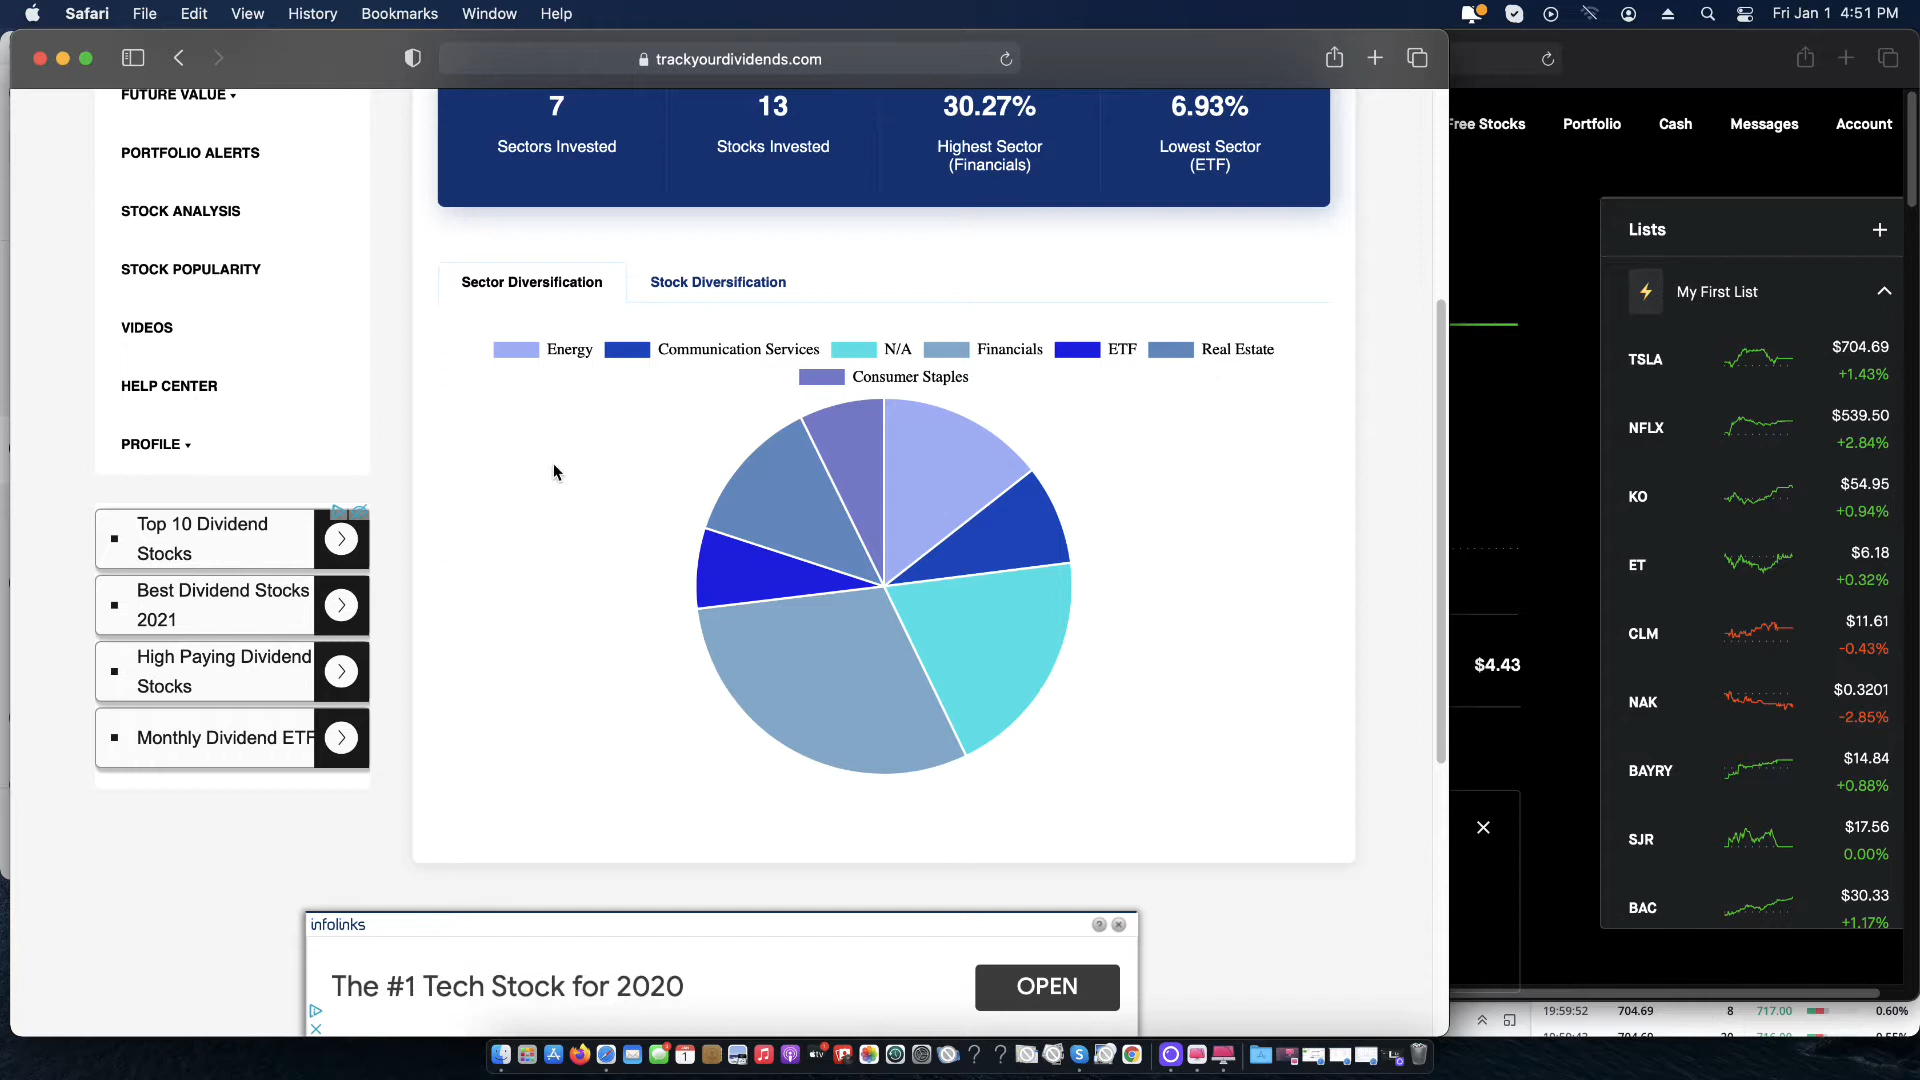 Safari File Edit View History Bookmarks Window Help
Fri Jan 1 4:51 PM
trackyourdividends.com
FUTURE VALUE
PORTFOLIO ALERTS
STOCK ANALYSIS
STOCK POPULARITY
VIDEOS
HELP CENTER
PROFILE
Top 10 Dividend
Stocks
Best Dividend Stocks
2021
High Paying Dividend
Stocks
Monthly Dividend ETF
7 13 30.27% 6.93%
Sectors Invested Stocks Invested Highest Sector Lowest Sector
(Financials) (ETF)
Sector Diversification Stock Diversification
Energy Communication Services N/A Financials ETF Real Estate
Consumer Staples
infolinks
The #1 Tech Stock for 2020
OPEN
Free Stocks Portfolio Cash Messages Account
Lists
My First List
TSLA $704.69
+1.43%
NFLX $539.50
+2.84%
KO $54.95
+0.94%
ET $6.18
+0.32%
CLM $11.61
-0.43%
NAK $0.3201
-2.85%
BAYRY $14.84
+0.88%
SJR $17.56
0.00%
BAC $30.33
+1.17%
$4.43
19:59:52 704.69 8 717.00 0.60%